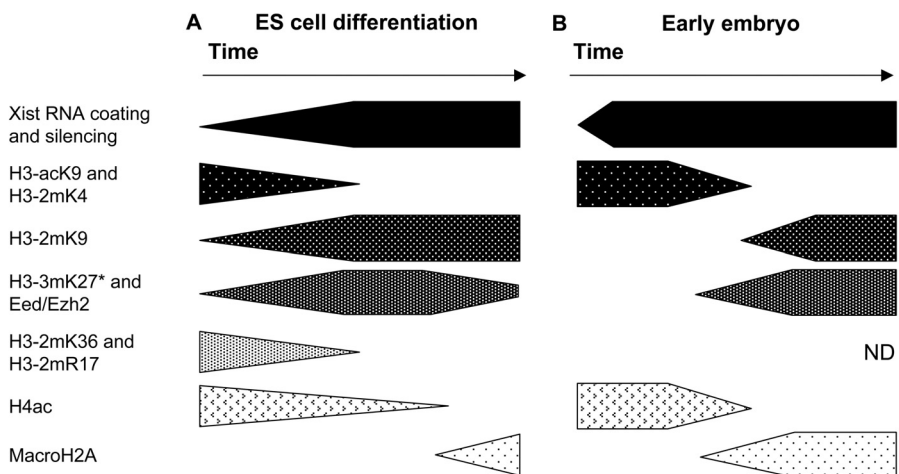 A ES cell differentiation
B Early embryo
Time
Time
Xist RNA coating
and silencing
H3-acK9 and
H3-2mK4
H3-2mK9
H3-3mK27* and
Eed/Ezh2
H3-2mK36 and
H3-2mR17
ND
H4ac
MacroH2A